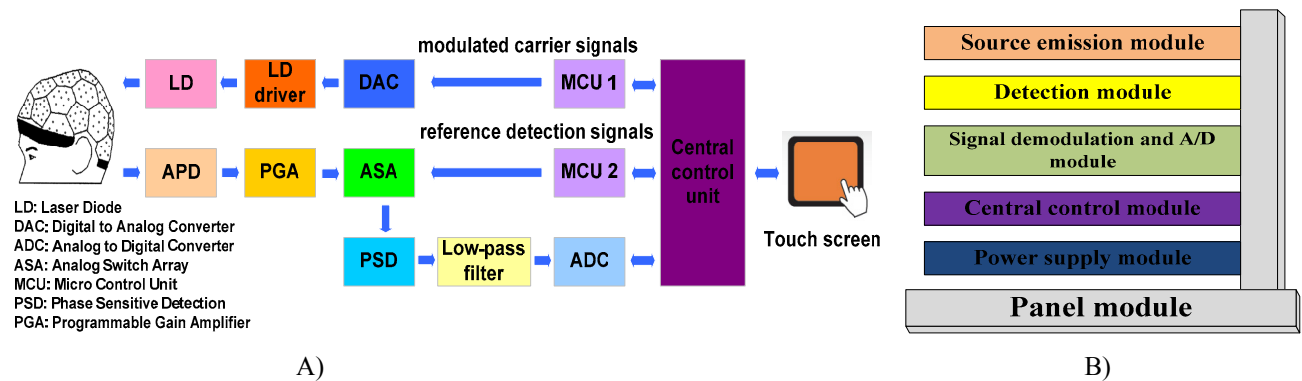 modulated carrier signals
LD
LD
driver
DAC
MCU 1
reference detection signals
APD
PGA
ASA
MCU 2
Central
control
unit
Touch screen
PSD
Low-pass
filter
ADC
LD: Laser Diode
DAC: Digital to Analog Converter
ADC: Analog to Digital Converter
ASA: Analog Switch Array
MCU: Micro Control Unit
PSD: Phase Sensitive Detection
PGA: Programmable Gain Amplifier
A)
Source emission module
Detection module
Signal demodulation and A/D
module
Central control module
Power supply module
Panel module
B)